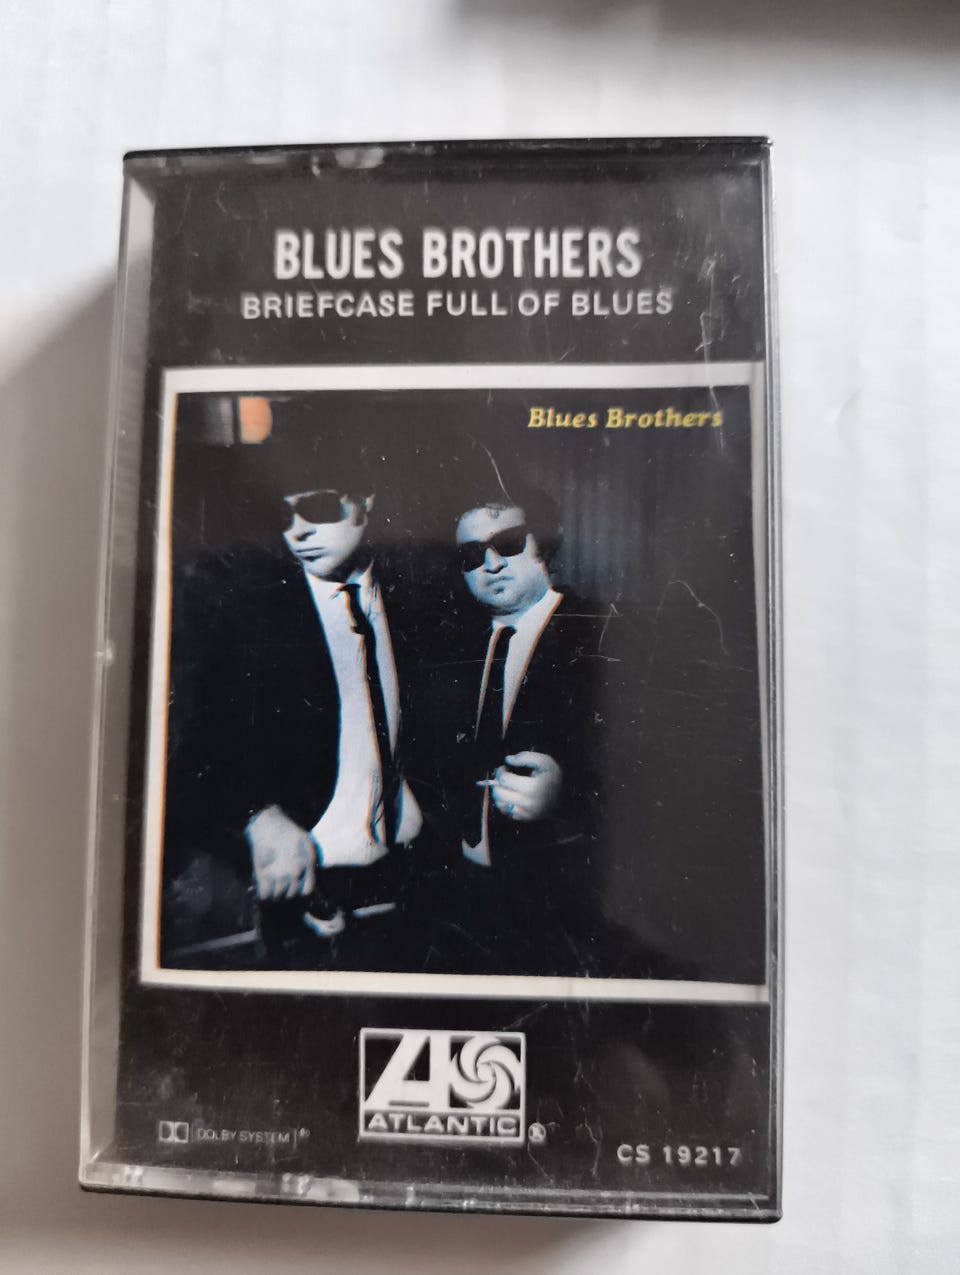 BLUES BROTHERS
BRIEFCASE FULL OF BLUES
Blues Brothers
ATLANTIC ®
DOLBY SYSTEM ®
CS 19217